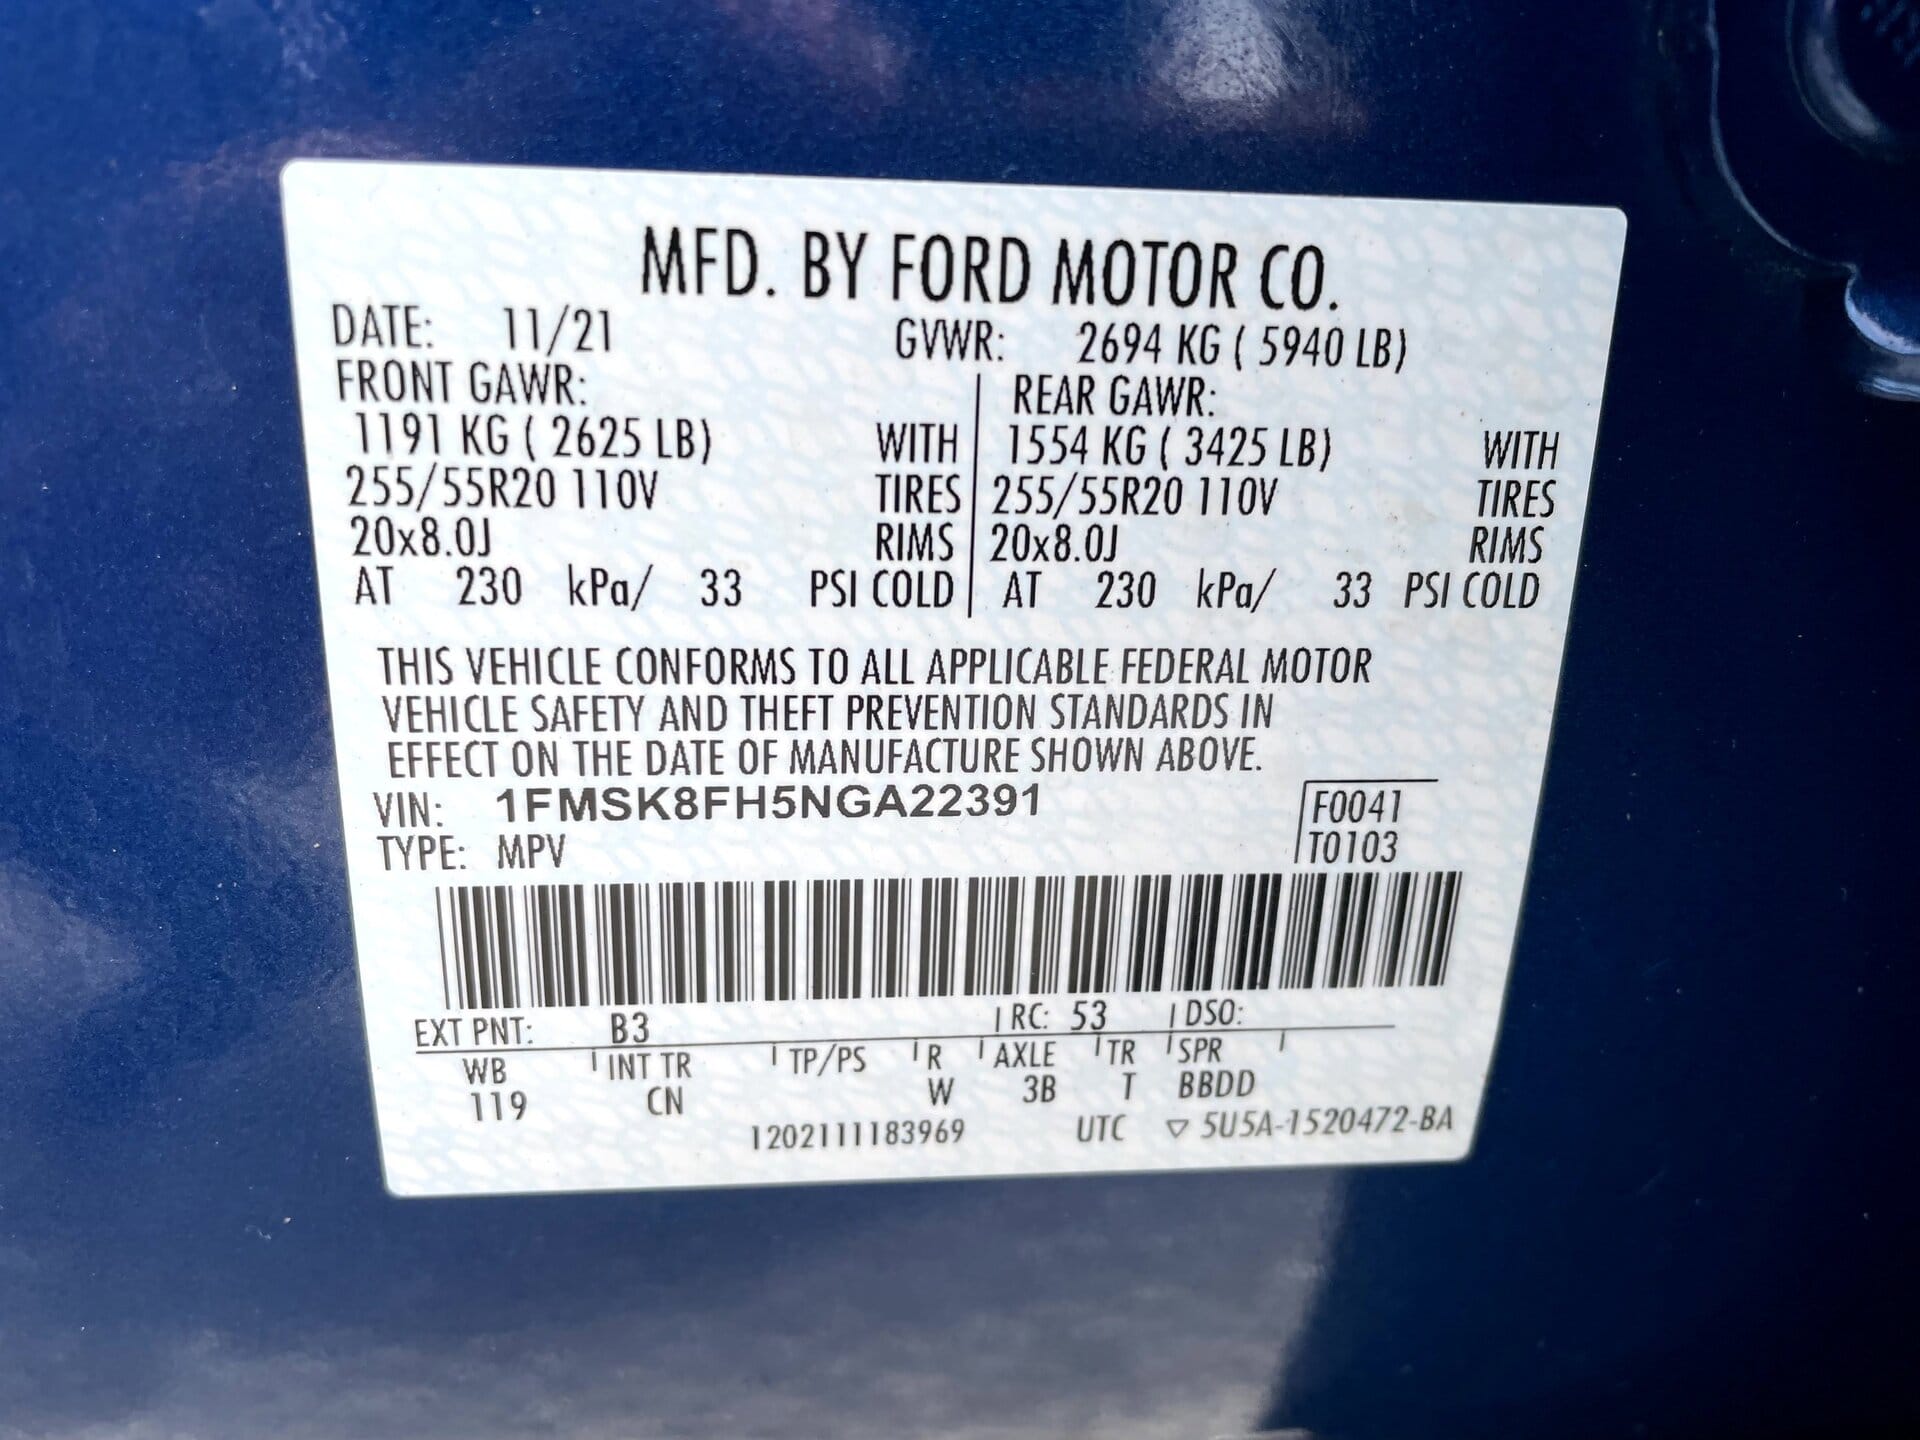 MFD. BY FORD MOTOR CO.
DATE: 11/21 GVWR: 2694 KG ( 5940 LB)
FRONT GAWR: REAR GAWR:
1191 KG ( 2625 LB) WITH 1554 KG ( 3425 LB) WITH
255/55R20 110V TIRES 255/55R20 110V TIRES
20x8.0J RIMS 20x8.0J RIMS
AT 230 kPa/ 33 PSI COLD AT 230 kPa/ 33 PSI COLD
THIS VEHICLE CONFORMS TO ALL APPLICABLE FEDERAL MOTOR
VEHICLE SAFETY AND THEFT PREVENTION STANDARDS IN
EFFECT ON THE DATE OF MANUFACTURE SHOWN ABOVE.
VIN: 1FMSK8FH5NGA22391 F0041
TYPE: MPV T0103
EXT PNT: B3 RC: 53 DSO:
WB INT TR TP/PS R AXLE TR SPR
119 CN W 3B T BBDD
1202111183969 UTC ▽ 5U5A-1520472-BA